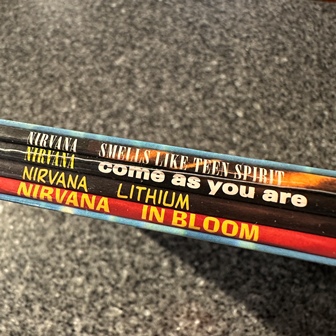 NIRVANA SMELLS LIKE TEEN SPIRIT
NIRVANA come as you are
NIRVANA LITHIUM
NIRVANA IN BLOOM